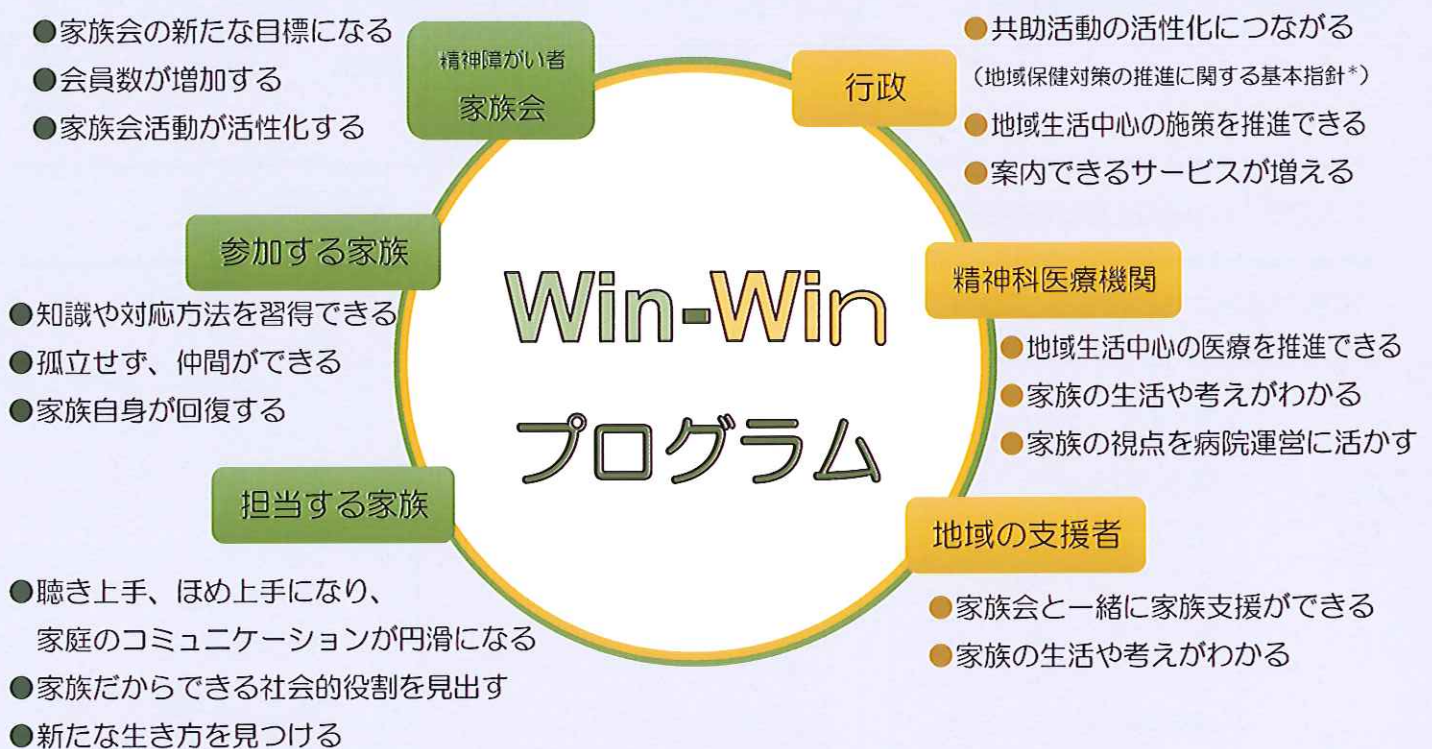 精神障がい者
家族会
●家族会の新たな目標になる
●会員数が増加する
●家族会活動が活性化する
参加する家族
●知識や対応方法を習得できる
●孤立せず、仲間ができる
●家族自身が回復する
担当する家族
●聴き上手、ほめ上手になり、
家庭のコミュニケーションが円滑になる
●家族だからできる社会的役割を見出す
●新たな生き方を見つける
Win-Win
プログラム
行政
●共助活動の活性化につながる
（地域保健対策の推進に関する基本指針*）
●地域生活中心の施策を推進できる
●案内できるサービスが増える
精神科医療機関
●地域生活中心の医療を推進できる
●家族の生活や考えがわかる
●家族の視点を病院運営に活かす
地域の支援者
●家族会と一緒に家族支援ができる
●家族の生活や考えがわかる